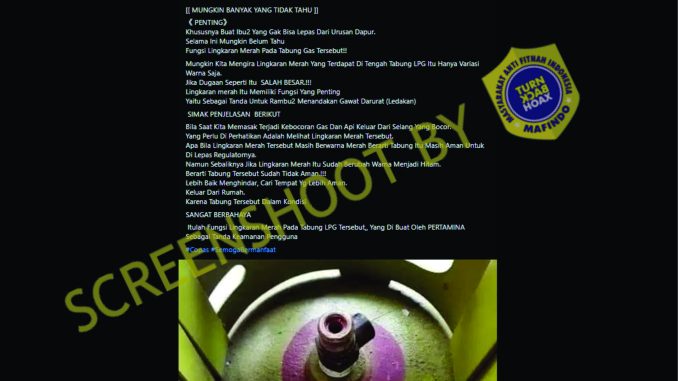 [[ MUNGKIN BANYAK YANG TIDAK TAHU ]]
《 PENTING》
Khususnya Buat Ibu2 Yang Gak Bisa Lepas Dari Urusan Dapur.
Selama Ini Mungkin Belum Tahu
Fungsi Lingkaran Merah Pada Tabung Gas Tersebut!!!
Mungkin Kita Mengira Lingkaran Merah Yang Terdapat Di Tengah Tabung LPG Itu Hanya Variasi
Warna Saja.
Jika Dugaan Seperti Itu SALAH BESAR.!!!
Lingkaran merah Itu Memiliki Fungsi Yang Penting
Yaitu Sebagai Tanda Untuk Rambu2 Menandakan Gawat Darurat (Ledakan)
SIMAK PENJELASAN BERIKUT
Bila Saat Kita Memasak Terjadi Kebocoran Gas Dan Api Keluar Dari Selang Yang Bocor.
Yang Perlu Di Perhatikan Adalah Melihat Lingkaran Merah Tersebut.
Apa Bila Lingkaran Merah Tersebut Masih Berwarna Merah Berarti Tabung Itu Masih Aman Untuk
Di Lepas Regulatornya.
Namun Sebaliknya Jika Lingkaran Merah Itu Sudah Berubah Warna Menjadi Hitam.
Berarti Tabung Tersebut Sudah Tidak Aman.!!!
Lebih Baik Menghindar, Cari Tempat Yg Lebih Aman.
Keluar Dari Rumah.
Karena Tabung Tersebut Dalam Kondisi
SANGAT BERBAHAYA
Itulah Fungsi Lingkaran Merah Pada Tabung LPG Tersebut,, Yang Di Buat Oleh PERTAMINA
Sebagai Tanda Keamanan Pengguna
#Copas #SemogaBermanfaat
SCREENSHOOT BY
MASYARAKAT ANTI FITNAH INDONESIA
TURN
BACK
HOAX
MAFINDO